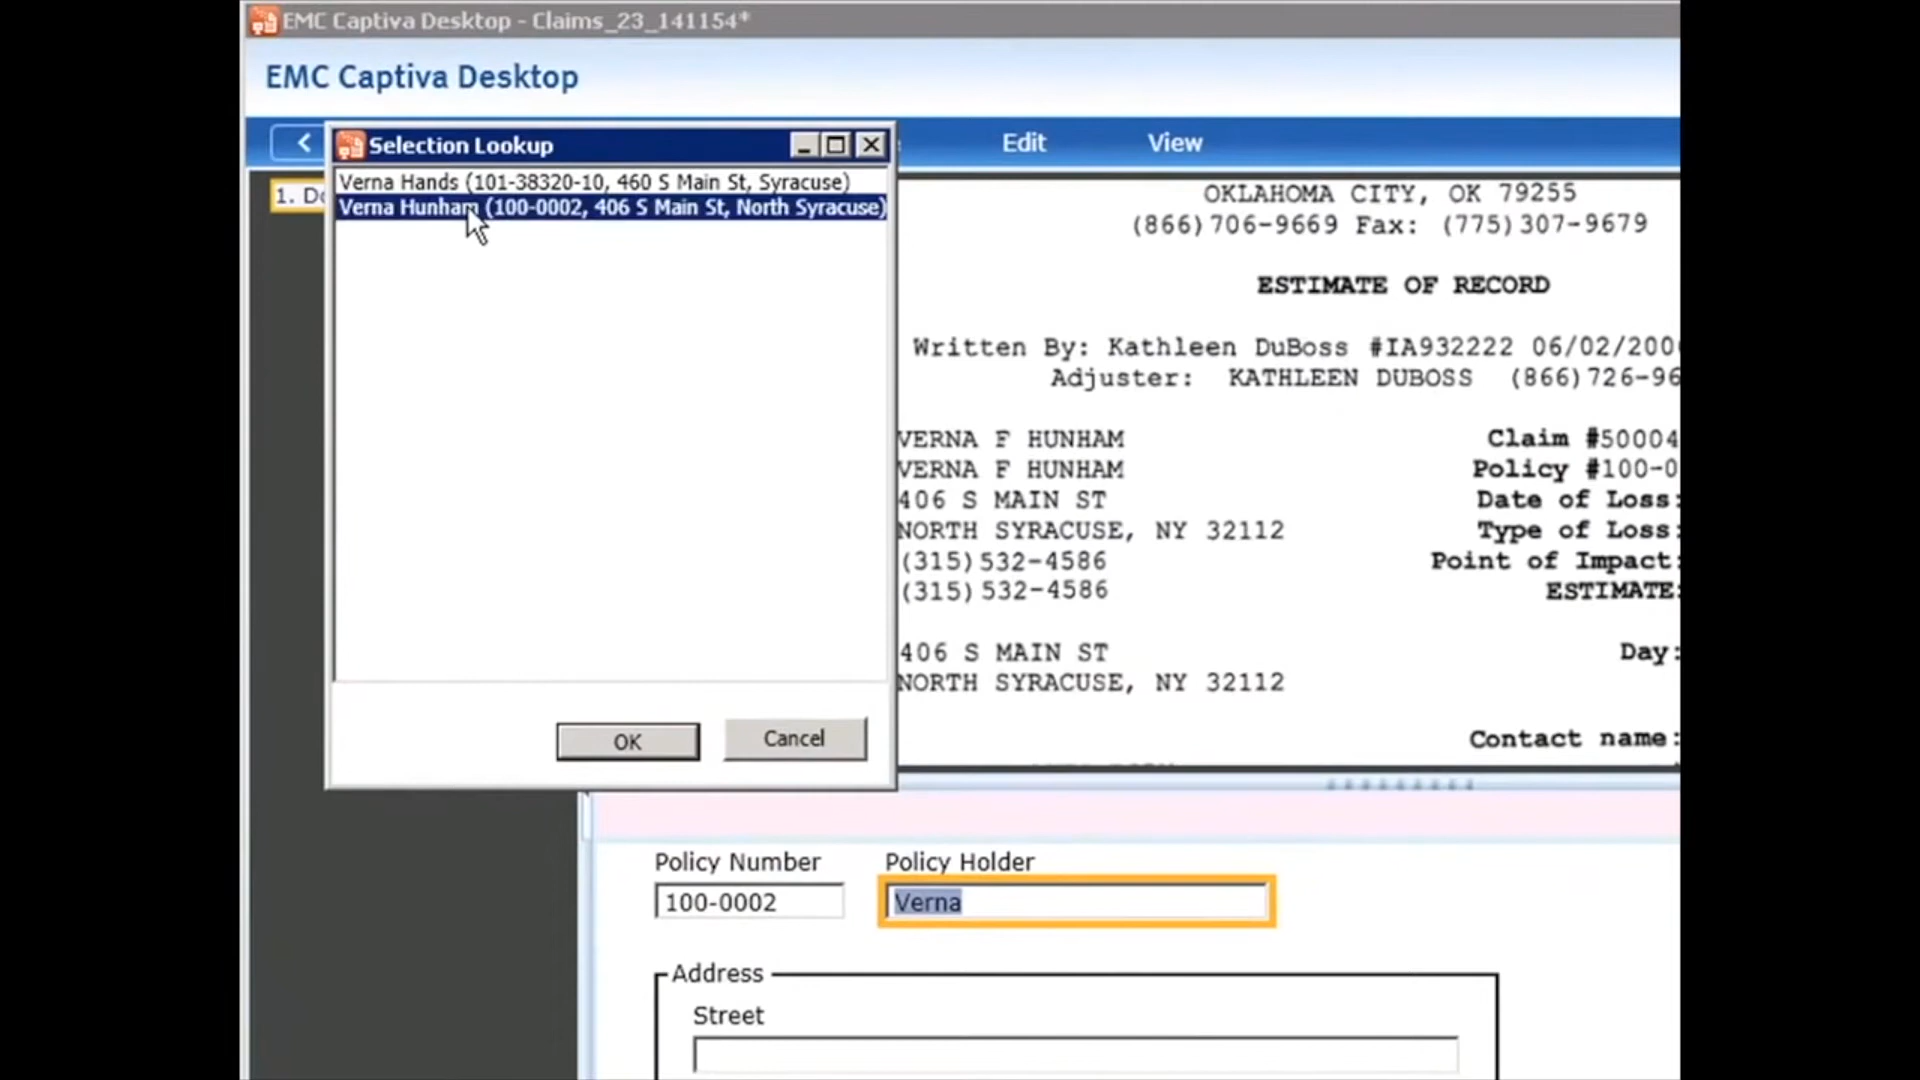 EMC Captiva Desktop - Claims_23_141154*
EMC Captiva Desktop
Edit
View
Selection Lookup
Verna Hands (101-38320-10, 460 S Main St, Syracuse)
Verna Hunham (100-0002, 406 S Main St, North Syracuse)
OK
Cancel
1. Do
OKLAHOMA CITY, OK 79255
(866)706-9669 Fax: (775)307-9679
ESTIMATE OF RECORD
Written By: Kathleen DuBoss #IA932222 06/02/200
Adjuster: KATHLEEN DUBOSS (866)726-96
VERNA F HUNHAM
Claim #50004
VERNA F HUNHAM
Policy #100-0
406 S MAIN ST
Date of Loss:
NORTH SYRACUSE, NY 32112
Type of Loss:
(315)532-4586
Point of Impact:
(315)532-4586
ESTIMATE:
406 S MAIN ST
Day:
NORTH SYRACUSE, NY 32112
Contact name:
Policy Number
Policy Holder
100-0002
Verna
Address
Street